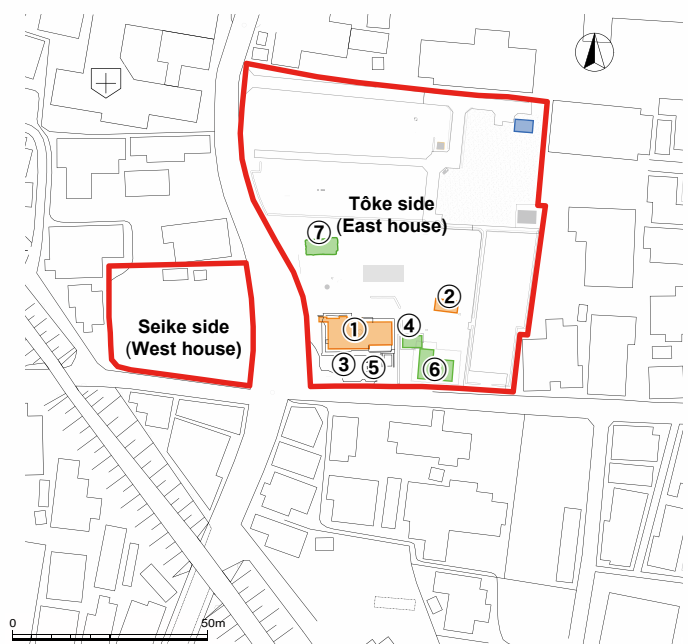 Tôke side
(East house)
⑦
②
Seike side
(West house)
①
④
③
⑤
⑥
0
50m